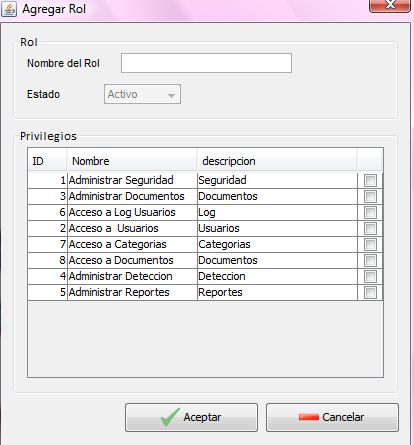 Agregar Rol
Rol
Nombre del Rol
Estado Activo
Privilegios
ID Nombre descripcion
1 Administrar Seguridad Seguridad
3 Administrar Documentos Documentos
6 Acceso a Log Usuarios Log
2 Acceso a Usuarios Usuarios
7 Acceso a Categorias Categorias
8 Acceso a Documentos Documentos
4 Administrar Deteccion Deteccion
5 Administrar Reportes Reportes
Aceptar Cancelar